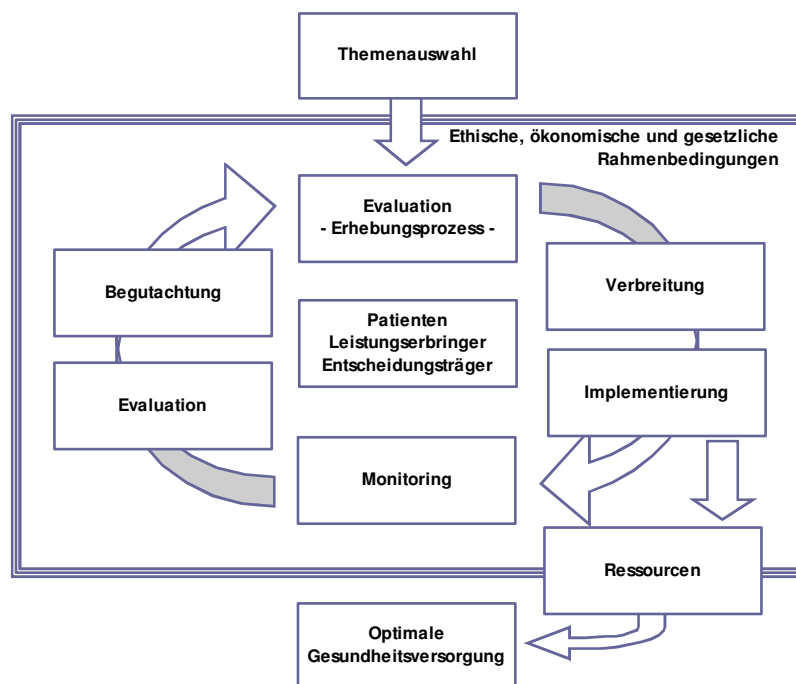 Themenauswahl
Ethische, ökonomische und gesetzliche
Rahmenbedingungen
Evaluation
- Erhebungsprozess -
Begutachtung
Verbreitung
Patienten
Leistungserbringer
Entscheidungsträger
Evaluation
Implementierung
Monitoring
Ressourcen
Optimale
Gesundheitsversorgung